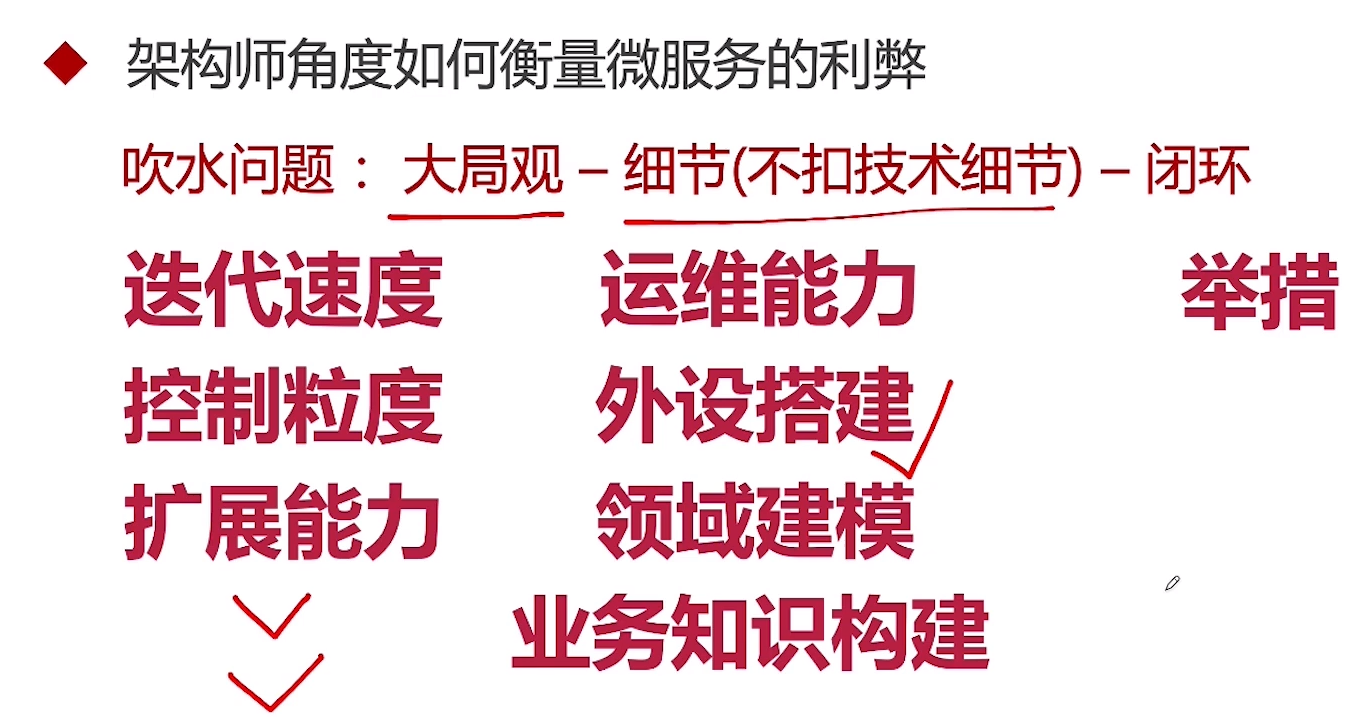 架构师角度如何衡量微服务的利弊
吹水问题： 大局观 – 细节(不扣技术细节) – 闭环
迭代速度 运维能力 举措
控制粒度 外设搭建
扩展能力 领域建模
业务知识构建